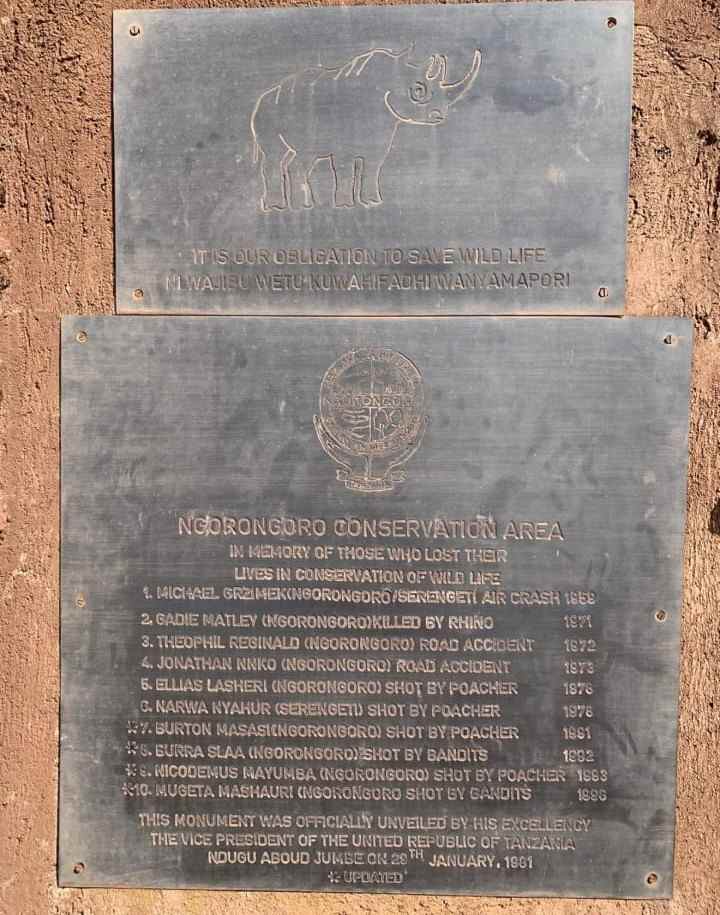 IT IS OUR OBLIGATION TO SAVE WILD LIFE
NI WAJIBU WETU KUWAHIFADHI WANYAMAPORI
NGORONGORO
NGORONGORO CONSERVATION AREA
IN MEMORY OF THOSE WHO LOST THEIR
LIVES IN CONSERVATION OF WILD LIFE
1. MICHAEL GRZIMEK(NGORONGORO/SERENGETI AIR CRASH 1959
2. GADIE MATLEY (NGORONGORO)KILLED BY RHINO 1971
3. THEOPHIL REGINALD (NGORONGORO) ROAD ACCIDENT 1972
4. JONATHAN NNKO (NGORONGORO) ROAD ACCIDENT 1973
5. ELLIAS LASHERI (NGORONGORO) SHOT BY POACHER 1976
6. NARWA NYAHUR (SERENGETI) SHOT BY POACHER 1976
⁜7. BURTON MASASI(NGORONGORO) SHOT BY POACHER 1981
⁜8. BURRA SLAA (NGORONGORO) SHOT BY BANDITS
⁜9. NICODEMUS MAYUMBA (NGORONGORO) SHOT BY POACHER
⁜10. MUGETA MASHAURI (NGORONGORO SHOT BY BANDITS
THIS MONUMENT WAS OFFICIALLY UNVEILED BY HIS EXCELLENCY
THE VICE PRESIDENT OF THE UNITED REPUBLIC OF TANZANIA
NDUGU ABOUD JUMBE ON 29TH JANUARY, 1981
⁜ UPDATED